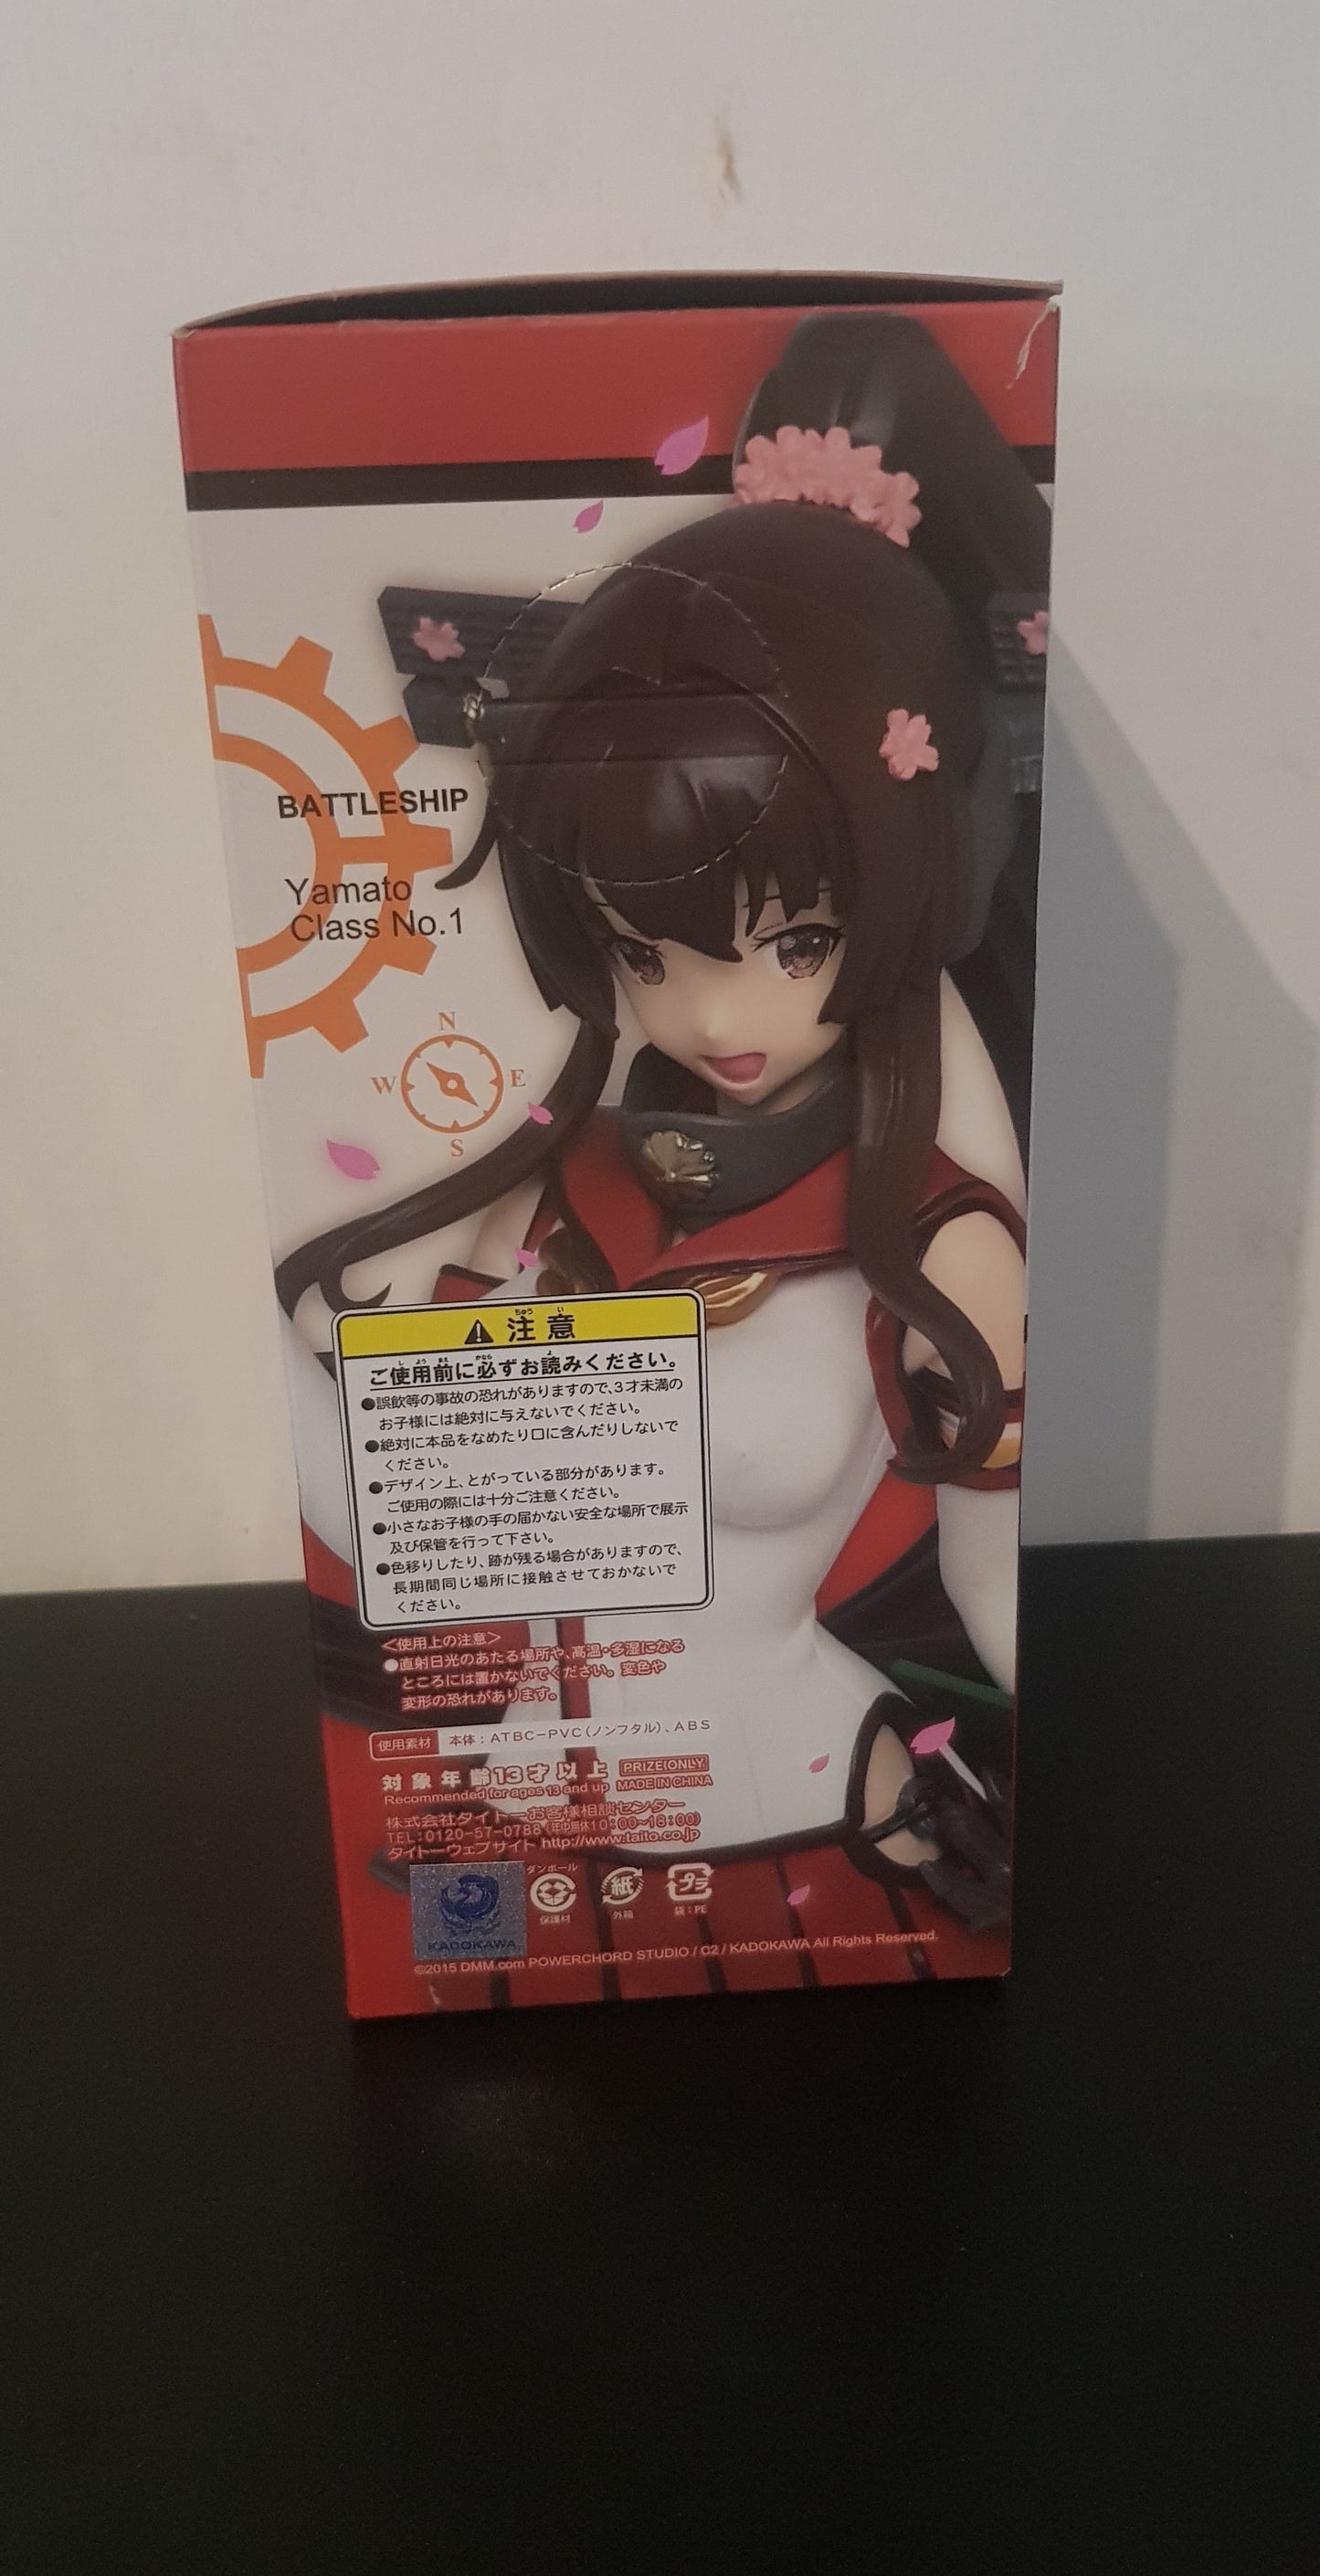 BATTLESHIP
Yamato
Class No.1
N
W E
S
注意
ご使用前に必ずお読みください。
●誤飲等の事故の恐れがありますので、3才未満の
お子様には絶対に与えないでください。
●絶対に本品をなめたり口に含んだりしないで
ください。
●デザイン上、とがっている部分があります。
ご使用の際には十分ご注意ください。
●小さなお子様の手の届かない安全な場所で展示
及び保管を行って下さい。
●色移りしたり、跡が残る場合がありますので、
長期間同じ場所に接触させておかないで
ください。
<使用上の注意>
●直射日光のあたる場所や、高温・多湿になる
ところには置かないでください。変色や
変形の恐れがあります。
使用素材 本体:ATBC-PVC(ノンフタル)、ABS
対象年齢13才以上 PRIZE ONLY
Recommended for ages 13 and up MADE IN CHINA
株式会社タイトーお客様相談センター
TEL:0120-57-0788(年中無休10:00~18:00)
タイトーウェブサイト http://www.taito.co.jp
KADOKAWA
ダンボール
保護材
紙
外箱
プラ
袋:PE
©2015 DMM.com POWERCHORD STUDIO / C2 / KADOKAWA All Rights Reserved.